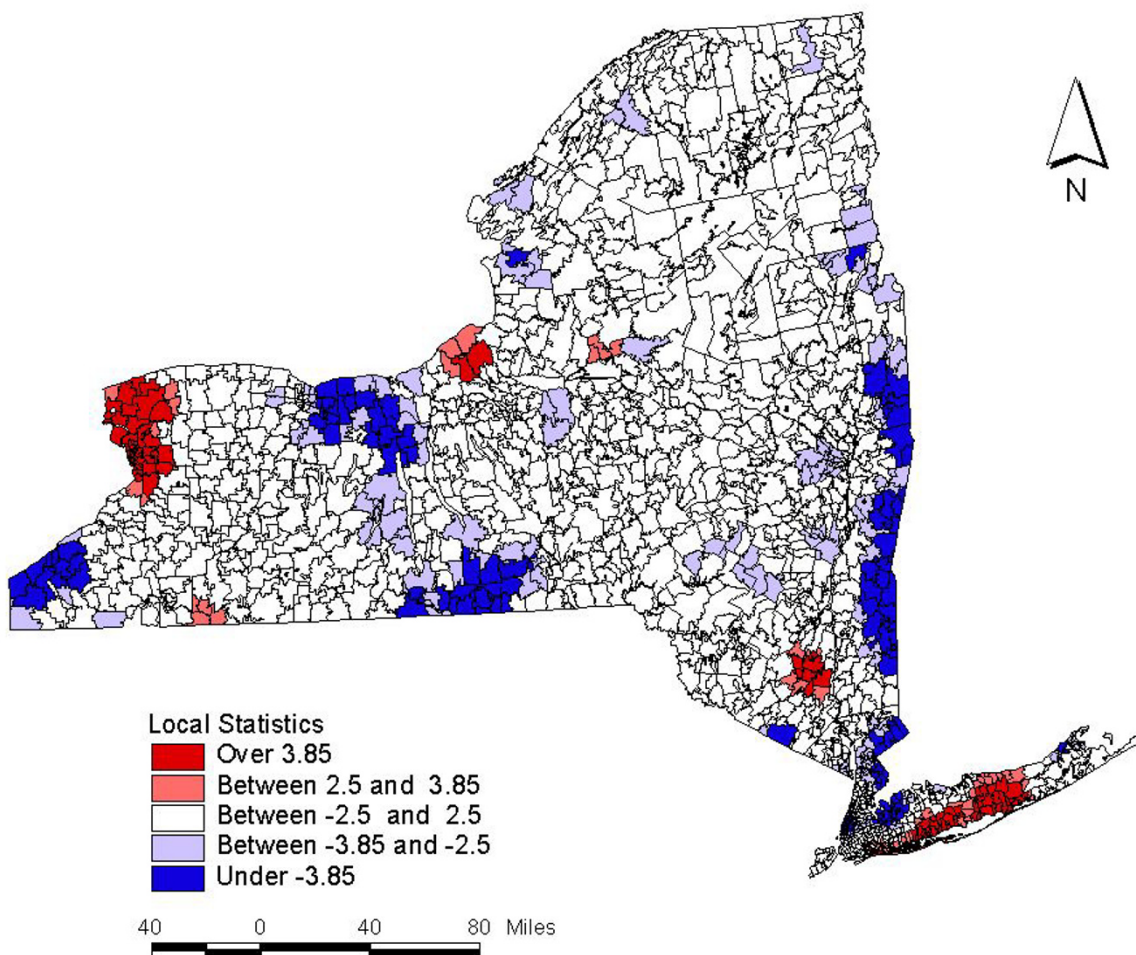 N
Local Statistics
Over 3.85
Between 2.5 and 3.85
Between -2.5 and 2.5
Between -3.85 and -2.5
Under -3.85
40 0 40 80 Miles